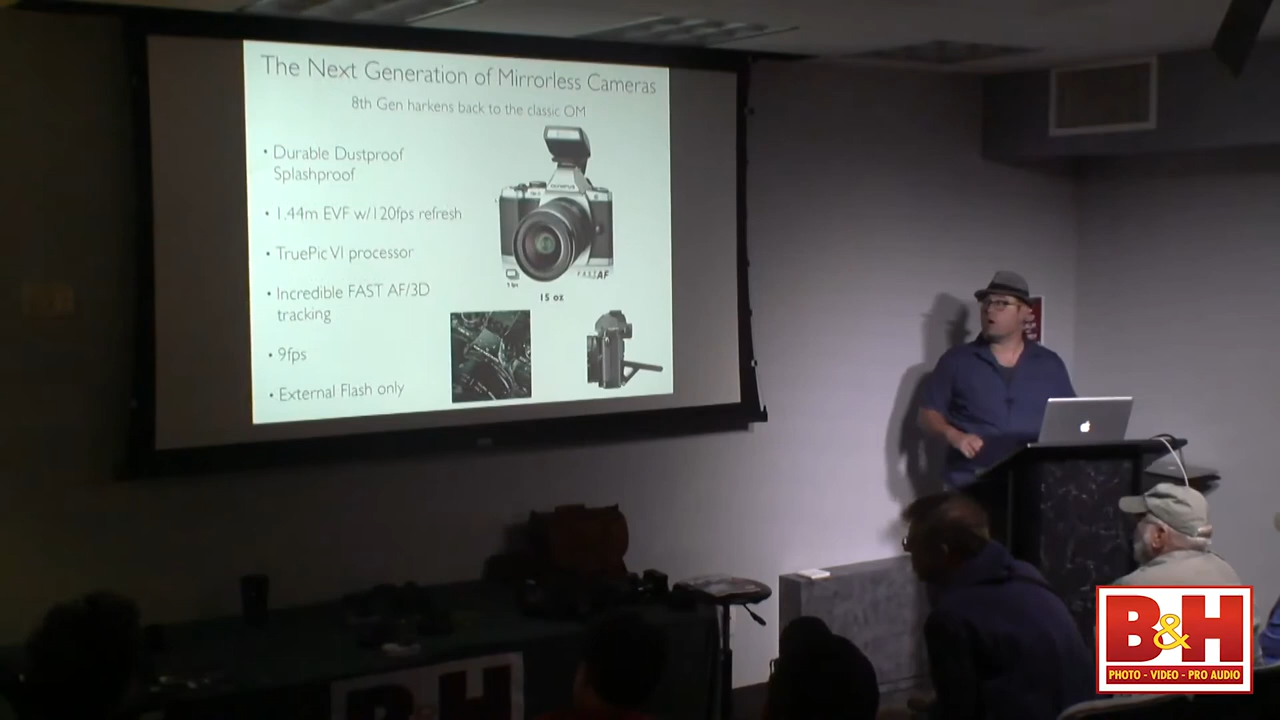 The Next Generation of Mirrorless Cameras
8th Gen harkens back to the classic OM
• Durable Dustproof
Splashproof
• 1.44m EVF w/120fps refresh
• TruePic VI processor
• Incredible FAST AF/3D
tracking
• 9fps
• External Flash only
OLYMPUS
FAST AF
15 oz
B&H
PHOTO - VIDEO - PRO AUDIO
B H